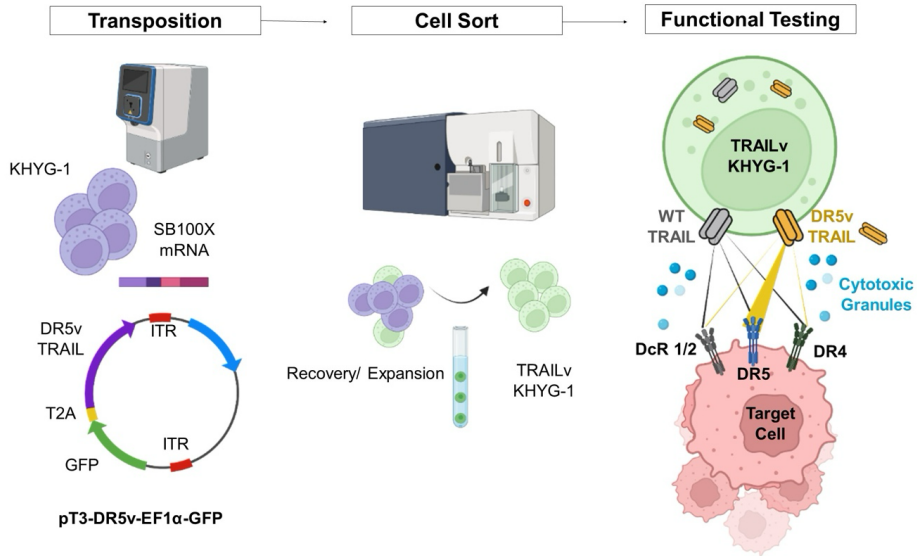 Transposition
Cell Sort
Functional Testing
KHYG-1
SB100X
mRNA
DR5v
TRAIL
ITR
T2A
ITR
GFP
pT3-DR5v-EF1α-GFP
Recovery/ Expansion
TRAILv
KHYG-1
TRAILv
KHYG-1
WT
TRAIL
DR5v
TRAIL
Cytotoxic
Granules
DcR 1/2
DR5
DR4
Target
Cell